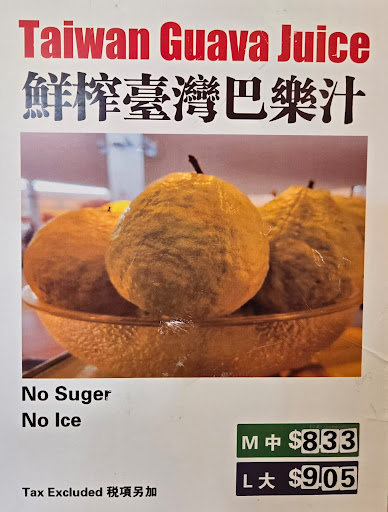 Taiwan Guava Juice
鮮榨臺灣巴樂汁
No Suger
No Ice
M 中 $8.33
L 大 $9.05
Tax Excluded 税項另加